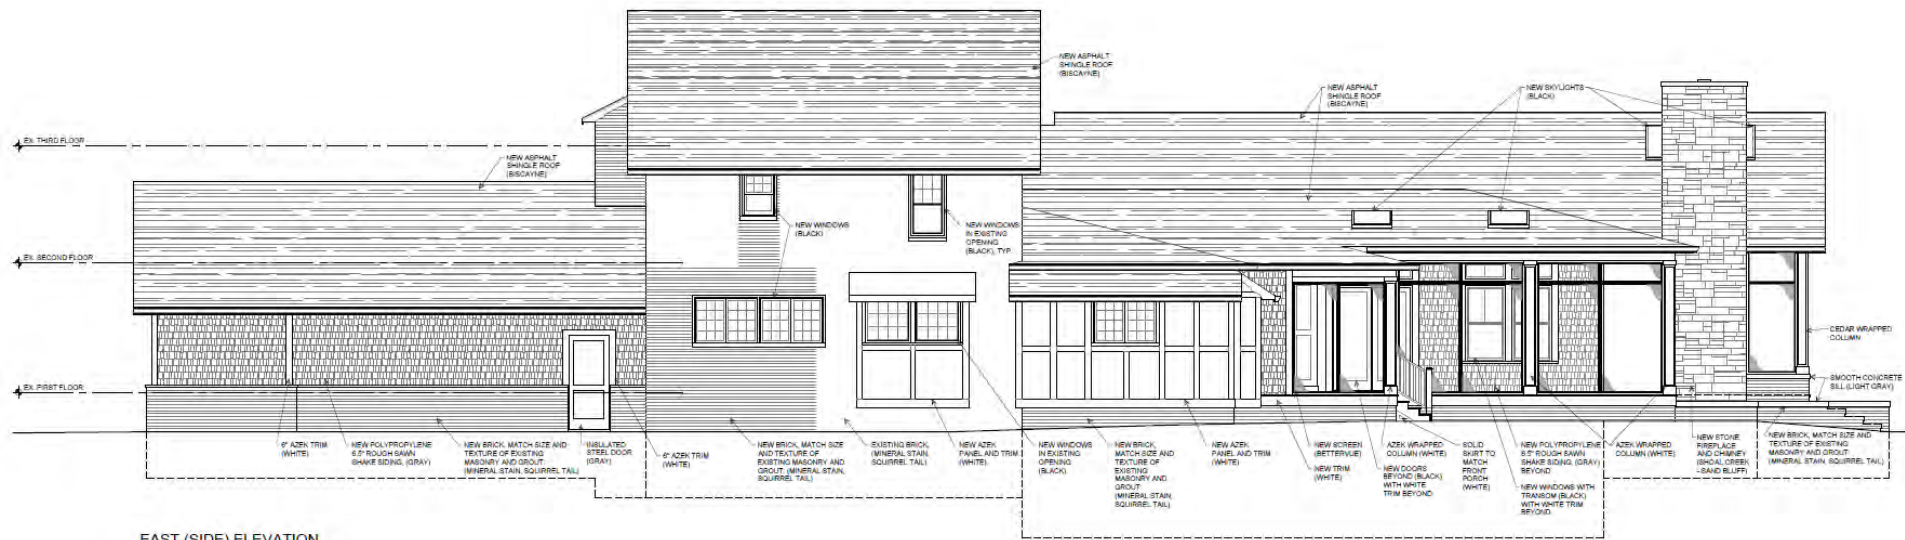 NEW ASPHALT
SHINGLE ROOF
(BISCAYNE)
NEW ASPHALT
SHINGLE ROOF
(BISCAYNE)
NEW SKYLIGHTS
(BLACK)
EX. THIRD FLOOR
NEW ASPHALT
SHINGLE ROOF
(BISCAYNE)
NEW WINDOWS
(BLACK)
NEW WINDOWS
IN EXISTING
OPENING
(BLACK), TYP
EX. SECOND FLOOR
CEDAR WRAPPED
COLUMN
EX. FIRST FLOOR
SMOOTH CONCRETE
SILL (LIGHT GRAY)
6" AZEK TRIM
(WHITE)
NEW POLYPROPYLENE
6.5" ROUGH SAWN
SHAKE SIDING, (GRAY)
NEW BRICK, MATCH SIZE AND
TEXTURE OF EXISTING
MASONRY AND GROUT.
(MINERAL STAIN, SQUIRREL TAIL)
INSULATED
STEEL DOOR
(GRAY)
6" AZEK TRIM
(WHITE)
NEW BRICK, MATCH SIZE
AND TEXTURE OF
EXISTING MASONRY AND
GROUT. (MINERAL STAIN,
SQUIRREL TAIL)
EXISTING BRICK,
(MINERAL STAIN,
SQUIRREL TAIL)
NEW AZEK
PANEL AND TRIM
(WHITE)
NEW WINDOWS
IN EXISTING
OPENING
(BLACK)
NEW BRICK,
MATCH SIZE AND
TEXTURE OF
EXISTING
MASONRY AND
GROUT
(MINERAL STAIN,
SQUIRREL TAIL)
NEW AZEK
PANEL AND TRIM
(WHITE)
NEW SCREEN
(BETTERVUE)
NEW TRIM
(WHITE)
AZEK WRAPPED
COLUMN (WHITE)
NEW DOORS
BEYOND (BLACK)
WITH WHITE
TRIM BEYOND
SOLID
SKIRT TO
MATCH
FRONT
PORCH
(WHITE)
NEW POLYPROPYLENE
6.5" ROUGH SAWN
SHAKE SIDING, (GRAY)
BEYOND
NEW WINDOWS WITH
TRANSOM (BLACK)
WITH WHITE TRIM
BEYOND
AZEK WRAPPED
COLUMN (WHITE)
NEW STONE
FIREPLACE
AND CHIMNEY
(SHOAL CREEK
- SAND BLUFF)
NEW BRICK, MATCH SIZE AND
TEXTURE OF EXISTING
MASONRY AND GROUT.
(MINERAL STAIN, SQUIRREL TAIL)
EAST (SIDE) ELEVATION